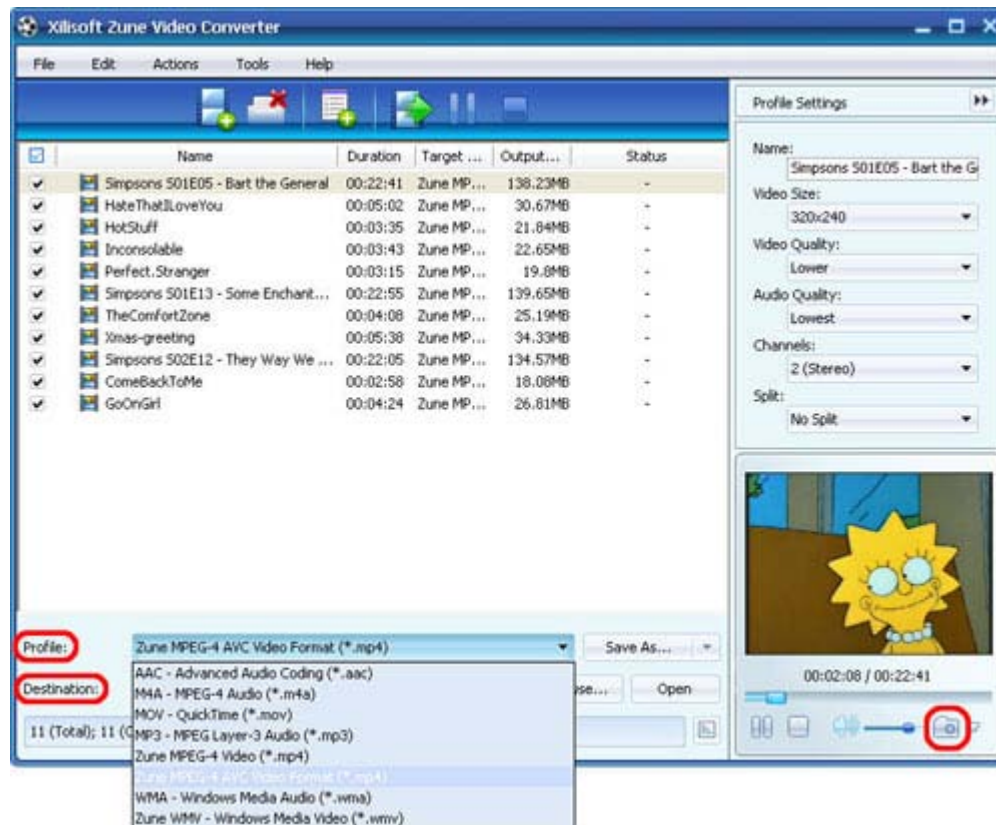 Xilisoft Zune Video Converter
File Edit Actions Tools Help
Name Duration Target ... Output... Status
Simpsons S01E05 - Bart the General 00:22:41 Zune MP... 138.23MB -
HateThatILoveYou 00:05:02 Zune MP... 30.67MB -
HotStuff 00:03:35 Zune MP... 21.84MB -
Inconsolable 00:03:43 Zune MP... 22.65MB -
Perfect.Stranger 00:03:15 Zune MP... 19.8MB -
Simpsons S01E13 - Some Enchant... 00:22:55 Zune MP... 139.65MB -
TheComfortZone 00:04:08 Zune MP... 25.19MB -
Xmas-greeting 00:05:38 Zune MP... 34.33MB -
Simpsons S02E12 - They Way We ... 00:22:05 Zune MP... 134.57MB -
ComeBackToMe 00:02:58 Zune MP... 18.08MB -
GoOnGirl 00:04:24 Zune MP... 26.81MB -
Profile Settings
Name:
Simpsons S01E05 - Bart the G
Video Size:
320x240
Video Quality:
Lower
Audio Quality:
Lowest
Channels:
2 (Stereo)
Split:
No Split
00:02:08 / 00:22:41
Profile: Zune MPEG-4 AVC Video Format (*.mp4) Save As...
Destination: se... Open
11 (Total); 11 (C
AAC - Advanced Audio Coding (*.aac)
M4A - MPEG-4 Audio (*.m4a)
MOV - QuickTime (*.mov)
MP3 - MPEG Layer-3 Audio (*.mp3)
Zune MPEG-4 Video (*.mp4)
Zune MPEG-4 AVC Video Format (*.mp4)
WMA - Windows Media Audio (*.wma)
Zune WMV - Windows Media Video (*.wmv)